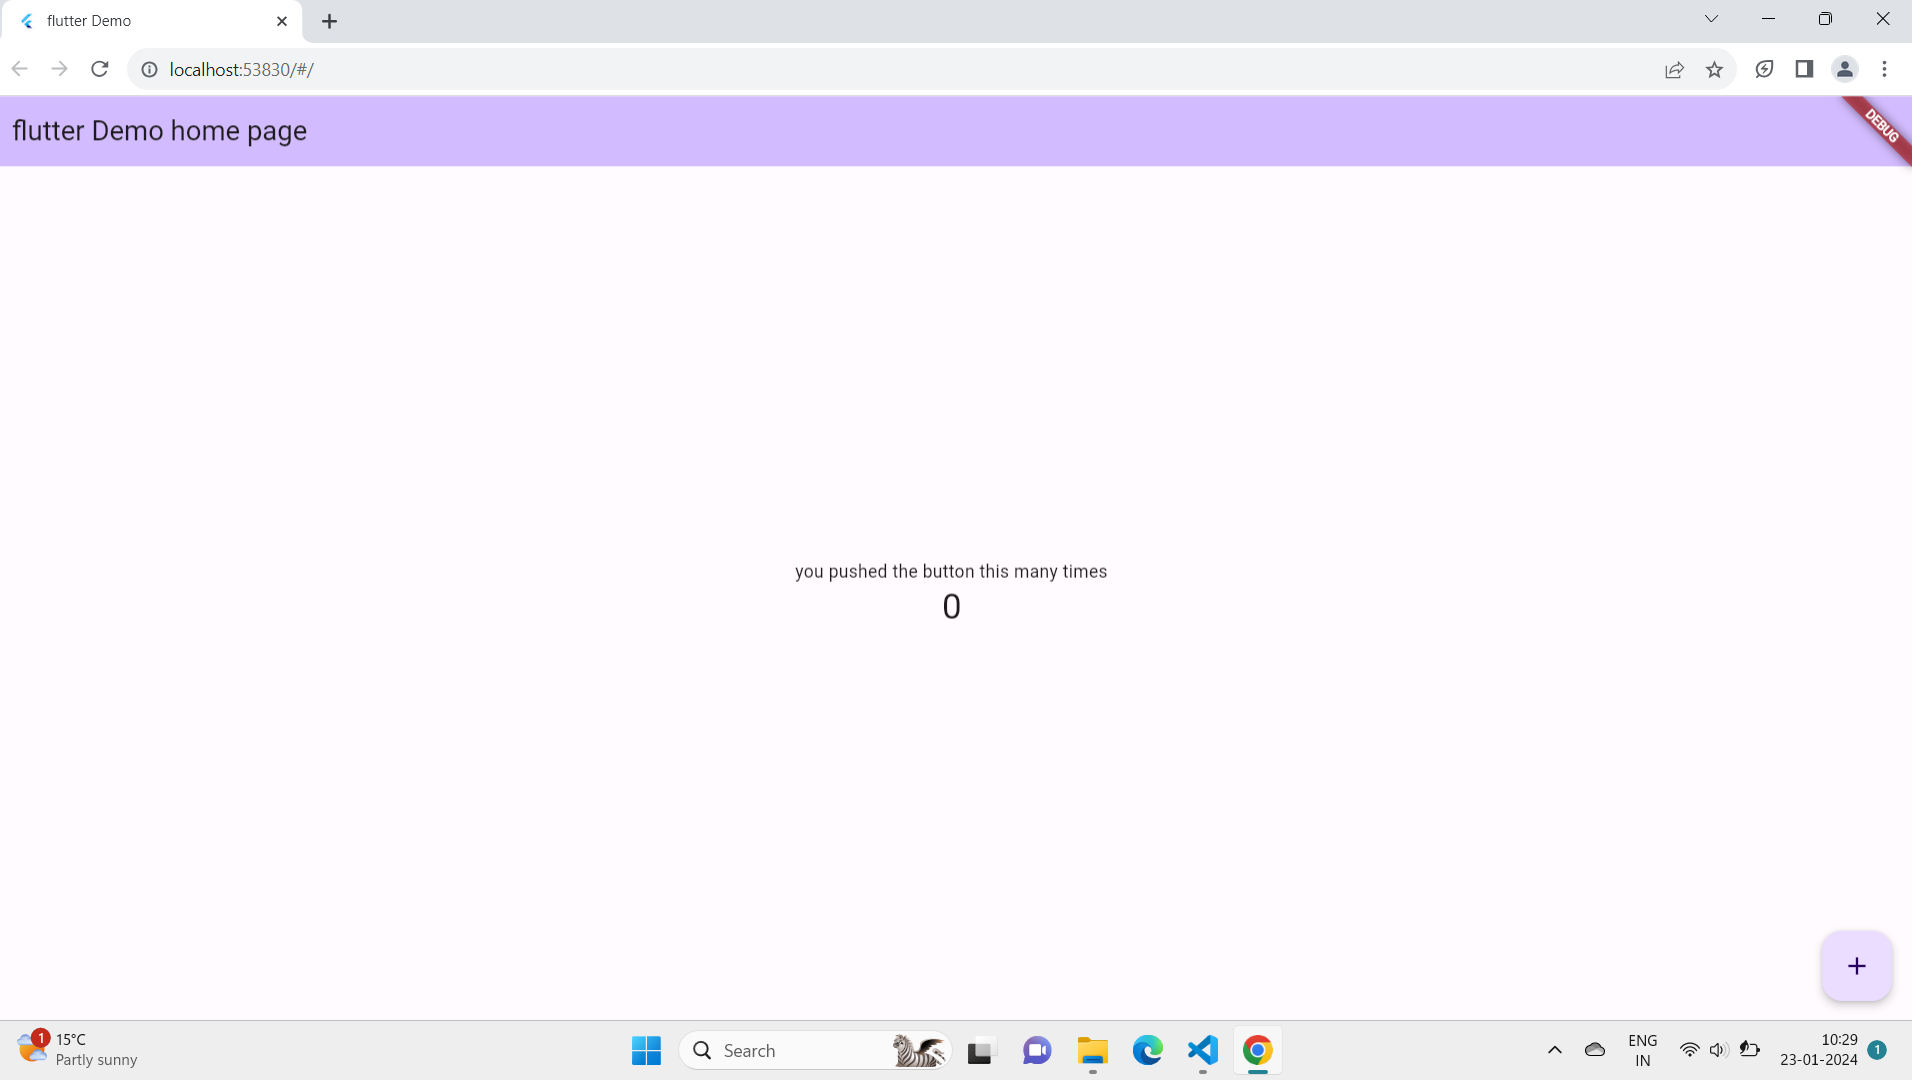 flutter Demo
localhost:53830/#/
flutter Demo home page
DEBUG
you pushed the button this many times
0
1
15°C
Partly sunny
Search
ENG
IN
10:29
23-01-2024
1